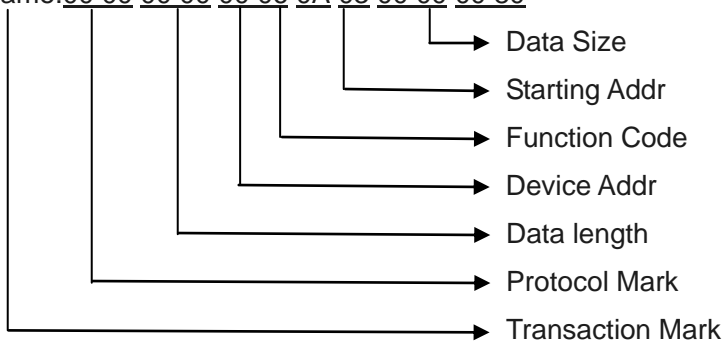 Data Size
Starting Addr
Function Code
Device Addr
Data length
Protocol Mark
Transaction Mark